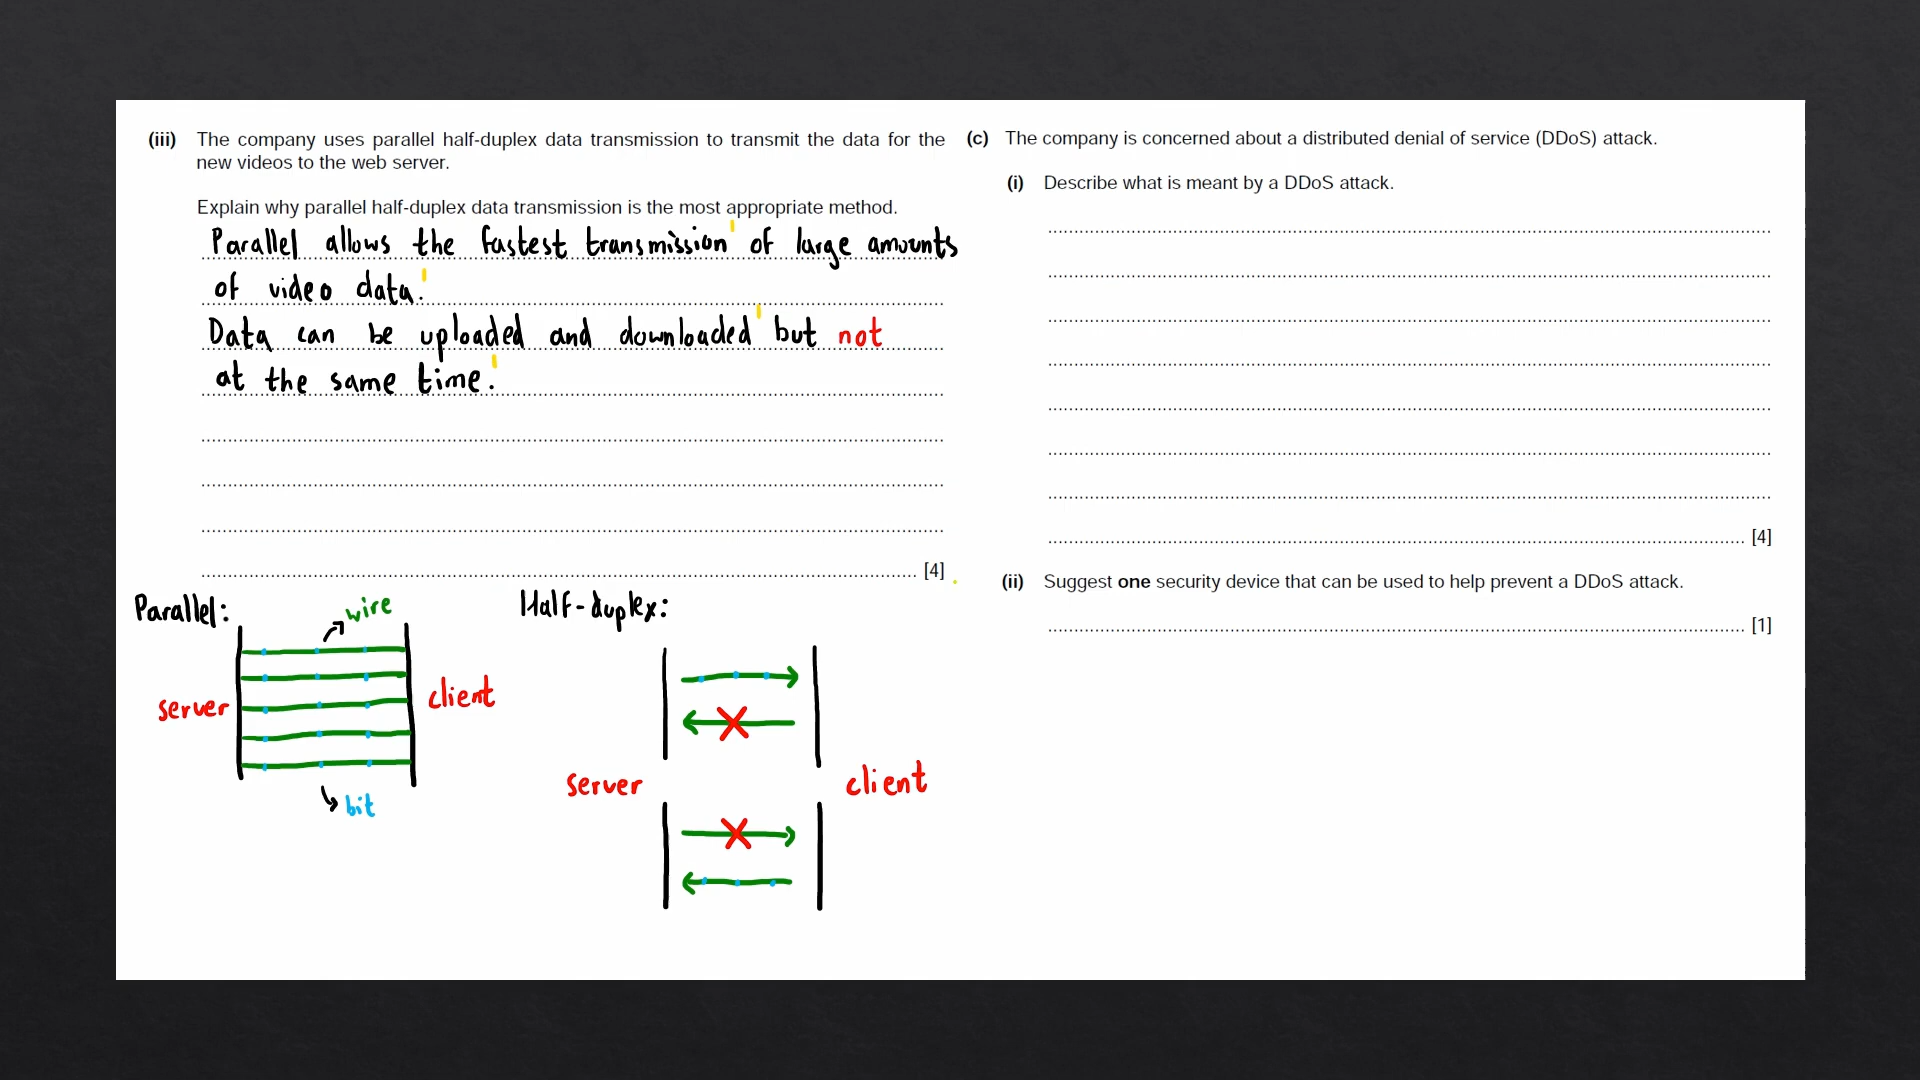 (iii) The company uses parallel half-duplex data transmission to transmit the data for the
new videos to the web server.
Explain why parallel half-duplex data transmission is the most appropriate method.
Parallel allows the fastest transmission of large amounts
of video data.
Data can be uploaded and downloaded but not
at the same time.
[4]
Parallel:
wire
server
client
bit
Half-duplex:
server
client
(c) The company is concerned about a distributed denial of service (DDoS) attack.
(i) Describe what is meant by a DDoS attack.
[4]
(ii) Suggest one security device that can be used to help prevent a DDoS attack.
[1]